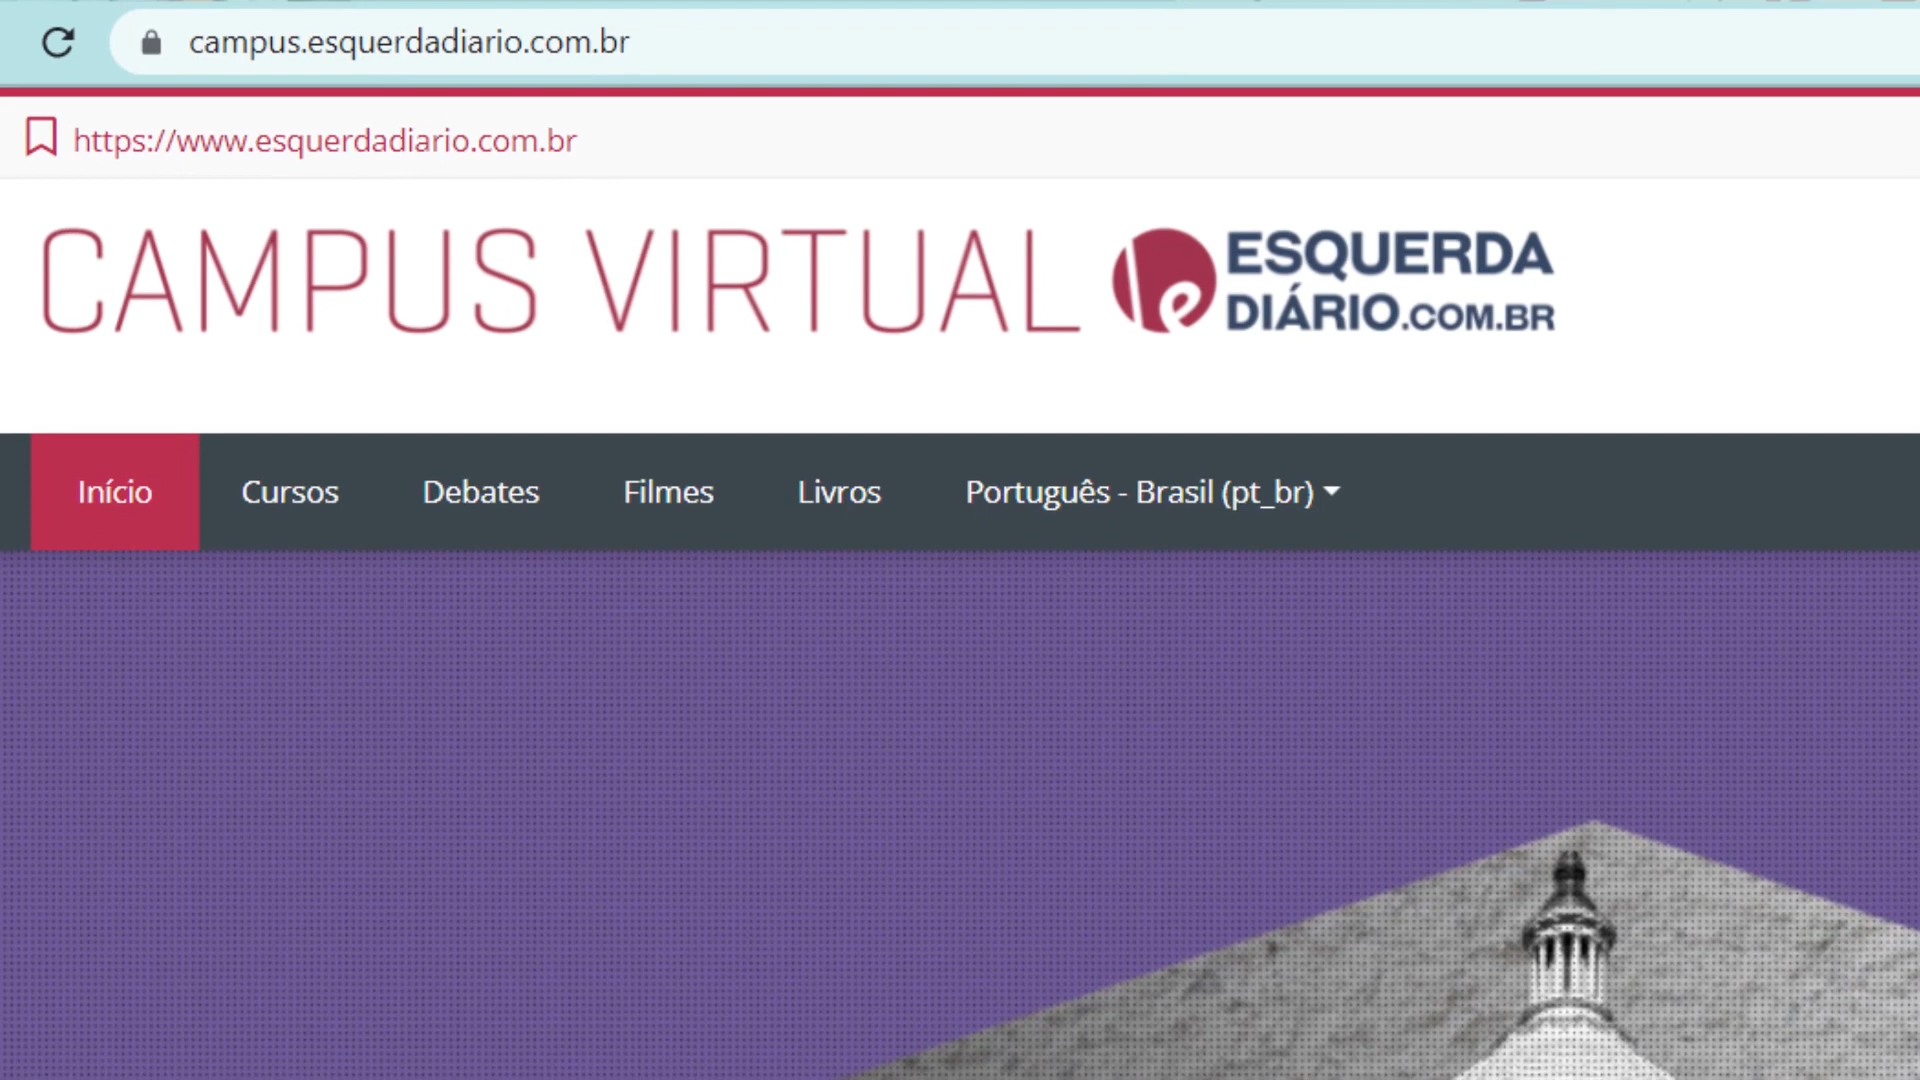 campus.esquerdadiario.com.br
https://www.esquerdadiario.com.br
CAMPUS VIRTUAL
ESQUERDA
DIÁRIO.COM.BR
Início Cursos Debates Filmes Livros Português - Brasil (pt_br)